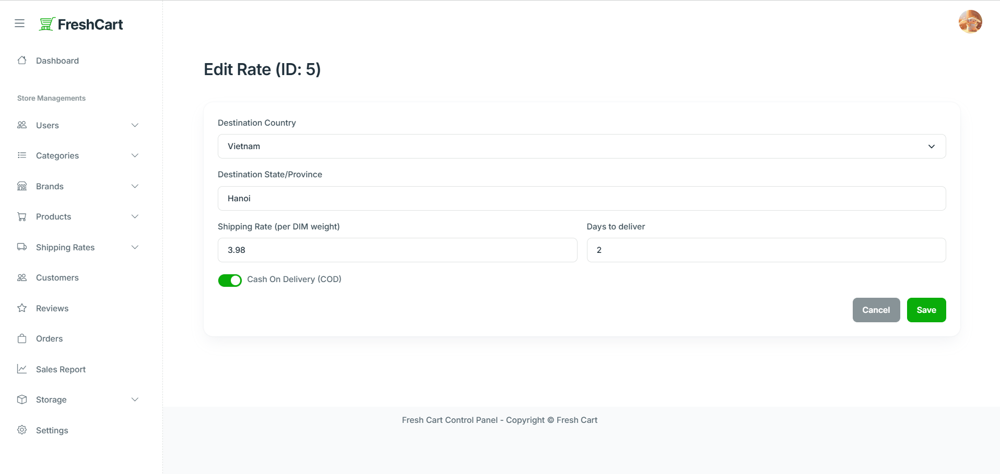 FreshCart
Dashboard
Store Managements
Users
Categories
Brands
Products
Shipping Rates
Customers
Reviews
Orders
Sales Report
Storage
Settings
Edit Rate (ID: 5)
Destination Country
Vietnam
Destination State/Province
Hanoi
Shipping Rate (per DIM weight)
3.98
Days to deliver
2
Cash On Delivery (COD)
Cancel
Save
Fresh Cart Control Panel - Copyright © Fresh Cart